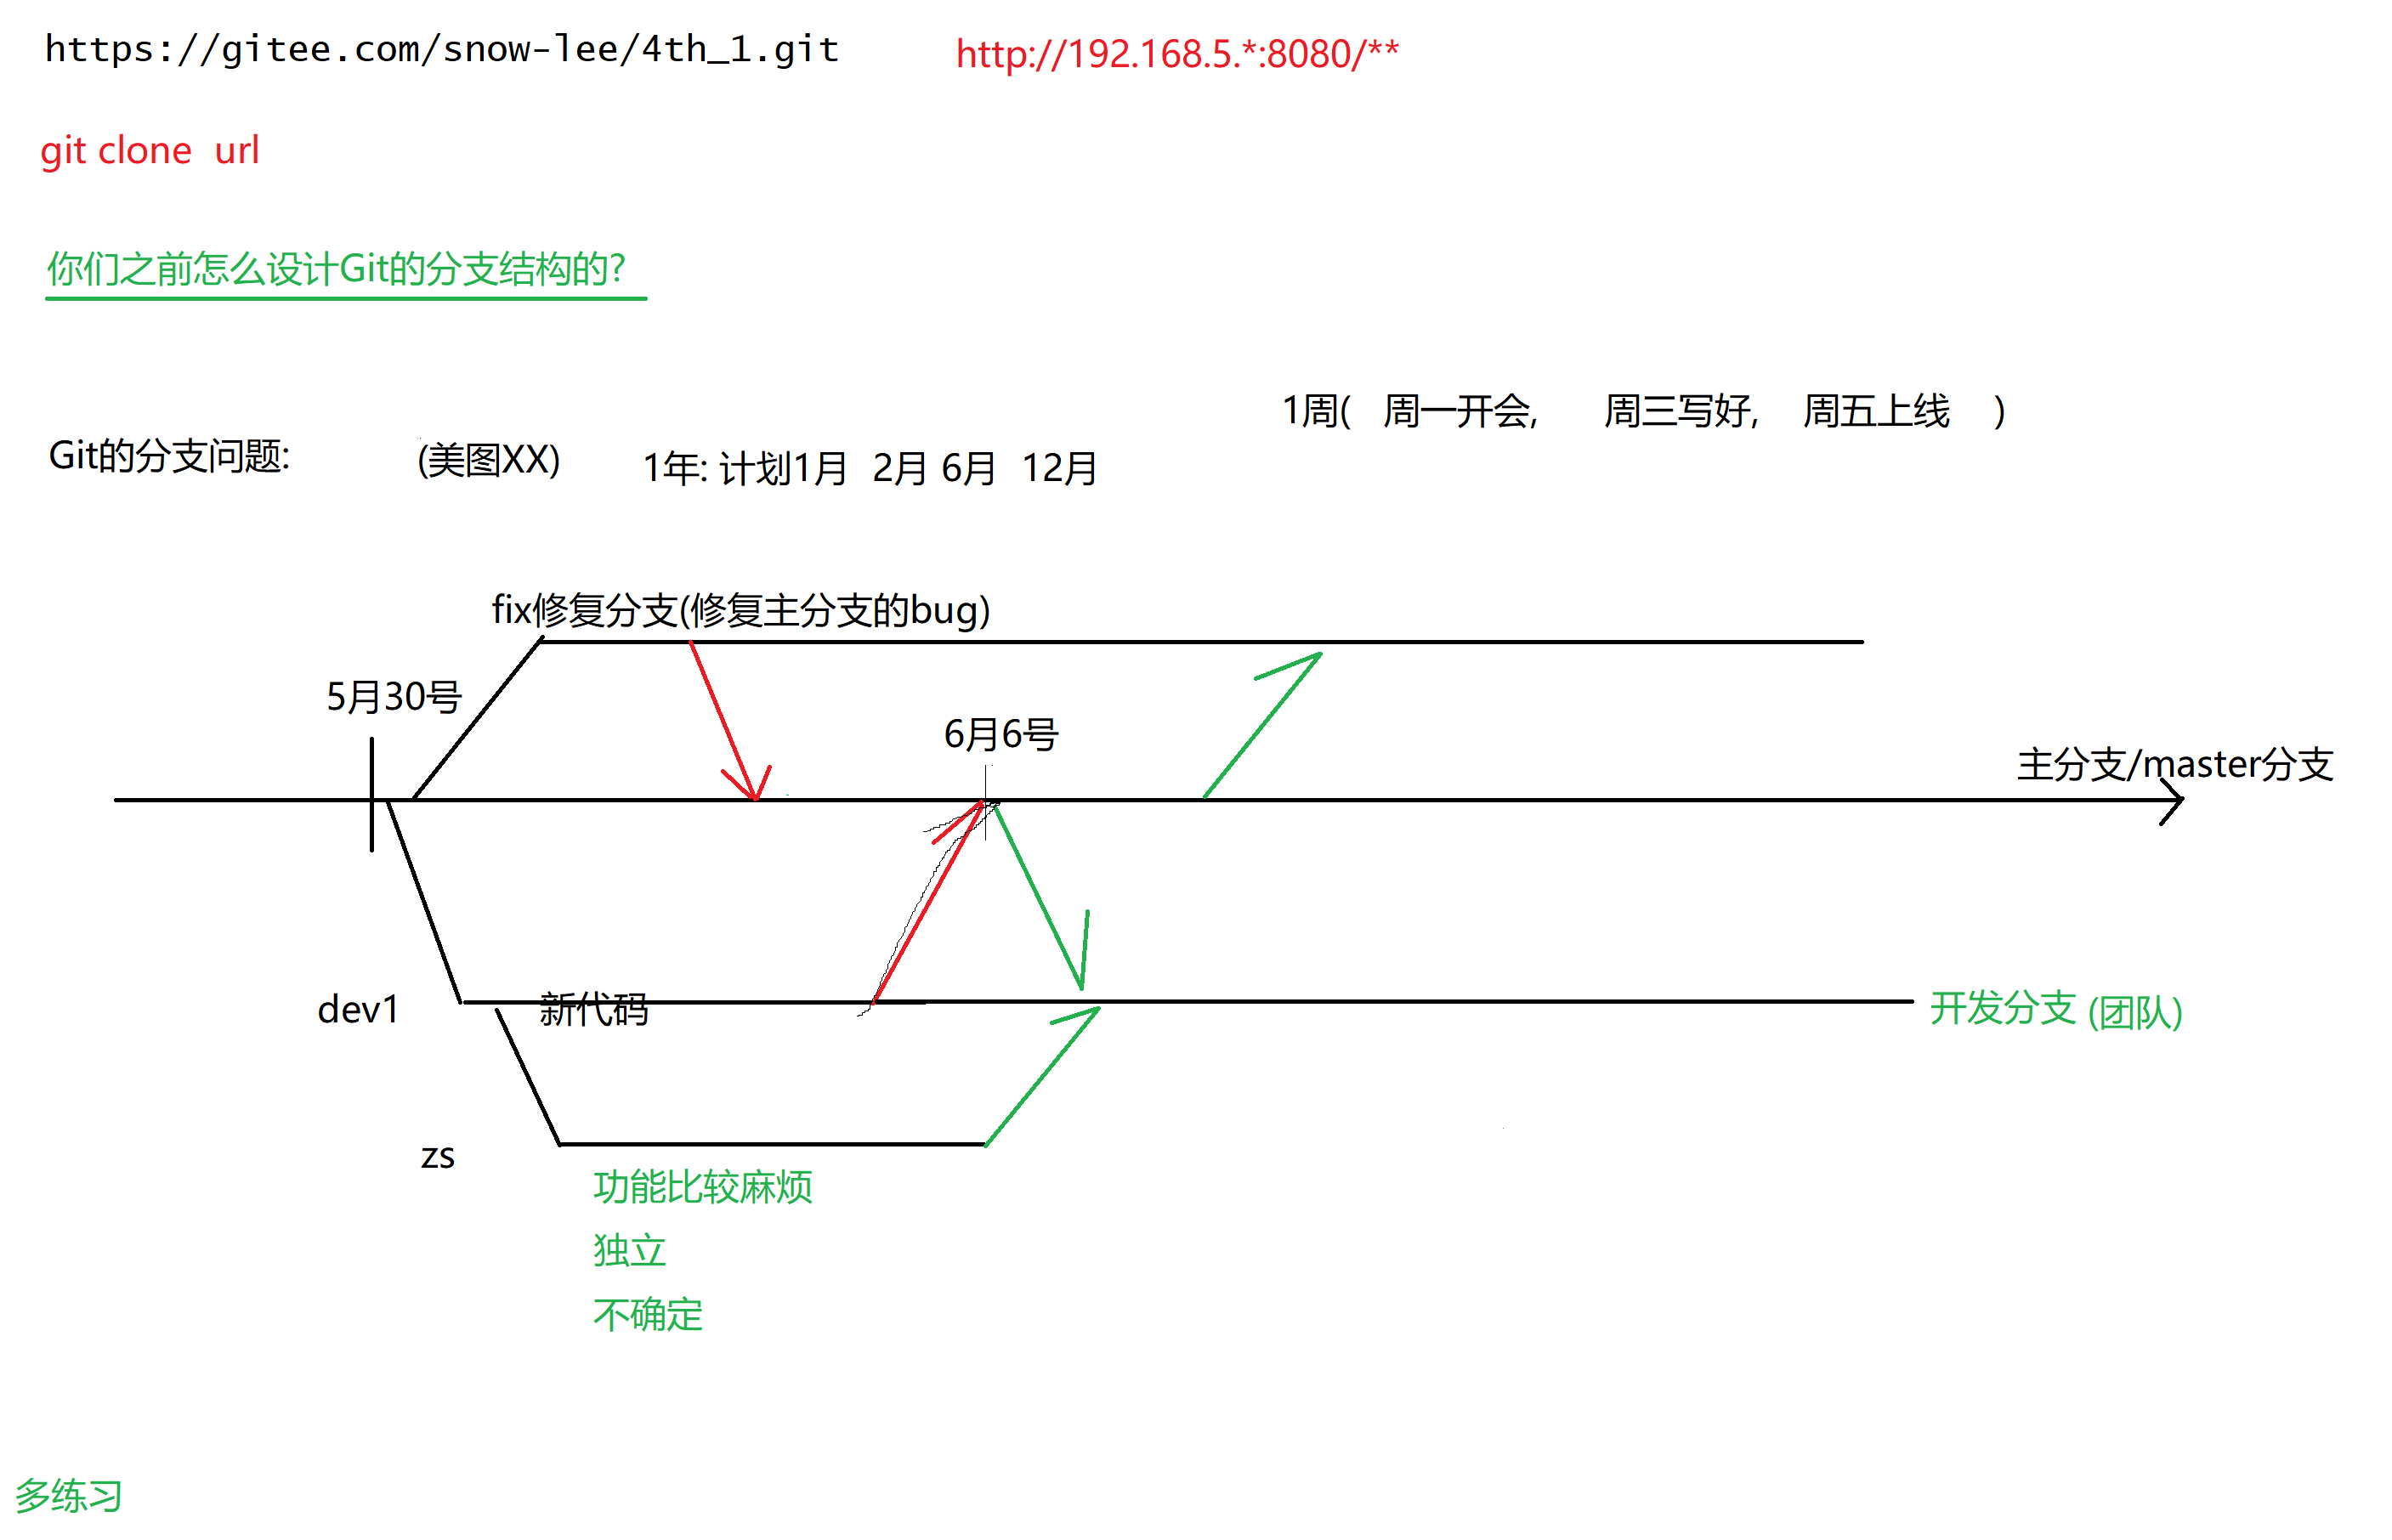 https://gitee.com/snow-lee/4th_1.git
http://192.168.5.*:8080/**
git clone  url
你们之前怎么设计Git的分支结构的?
1周(    周一开会,        周三写好,      周五上线      )
Git的分支问题:
(美图XX)
1年: 计划1月   2月 6月   12月
fix修复分支(修复主分支的bug)
5月30号
6月6号
主分支/master分支
dev1
新代码
开发分支 (团队)
zs
功能比较麻烦
独立
不确定
多练习